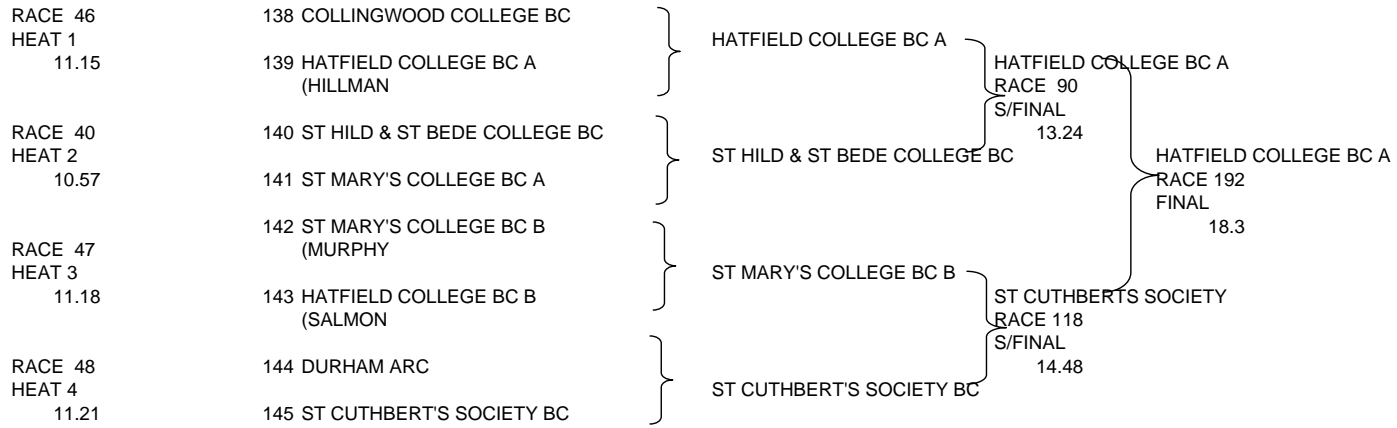 RACE 46 138 COLLINGWOOD COLLEGE BC
HEAT 1 HATFIELD COLLEGE BC A
11.15 139 HATFIELD COLLEGE BC A HATFIELD COLLEGE BC A
(HILLMAN RACE 90
S/FINAL
RACE 40 140 ST HILD & ST BEDE COLLEGE BC 13.24
HEAT 2 ST HILD & ST BEDE COLLEGE BC HATFIELD COLLEGE BC A
10.57 141 ST MARY'S COLLEGE BC A RACE 192
FINAL
142 ST MARY'S COLLEGE BC B 18.3
RACE 47 (MURPHY
HEAT 3 ST MARY'S COLLEGE BC B
11.18 143 HATFIELD COLLEGE BC B ST CUTHBERTS SOCIETY
(SALMON RACE 118
S/FINAL
RACE 48 144 DURHAM ARC 14.48
HEAT 4 ST CUTHBERT'S SOCIETY BC
11.21 145 ST CUTHBERT'S SOCIETY BC